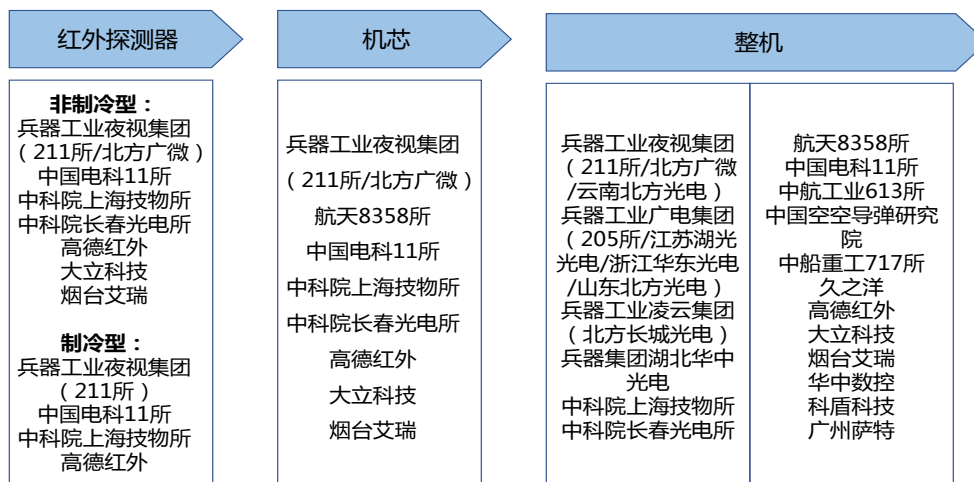 红外探测器
机芯
整机
非制冷型：
兵器工业夜视集团
（211所/北方广微）
中国电科11所
中科院上海技物所
中科院长春光电所
高德红外
大立科技
烟台艾瑞
制冷型：
兵器工业夜视集团
（211所）
中国电科11所
中科院上海技物所
高德红外
兵器工业夜视集团
（211所/北方广微）
航天8358所
中国电科11所
中科院上海技物所
中科院长春光电所
高德红外
大立科技
烟台艾瑞
兵器工业夜视集团
（211所/北方广微
/云南北方光电）
兵器工业广电集团
（205所/江苏湖光
光电/浙江华东光电
/山东北方光电）
兵器工业凌云集团
（北方长城光电）
兵器集团湖北华中
光电
中科院上海技物所
中科院长春光电所
航天8358所
中国电科11所
中航工业613所
中国空空导弹研究
院
中船重工717所
久之洋
高德红外
大立科技
烟台艾瑞
华中数控
科盾科技
广州萨特